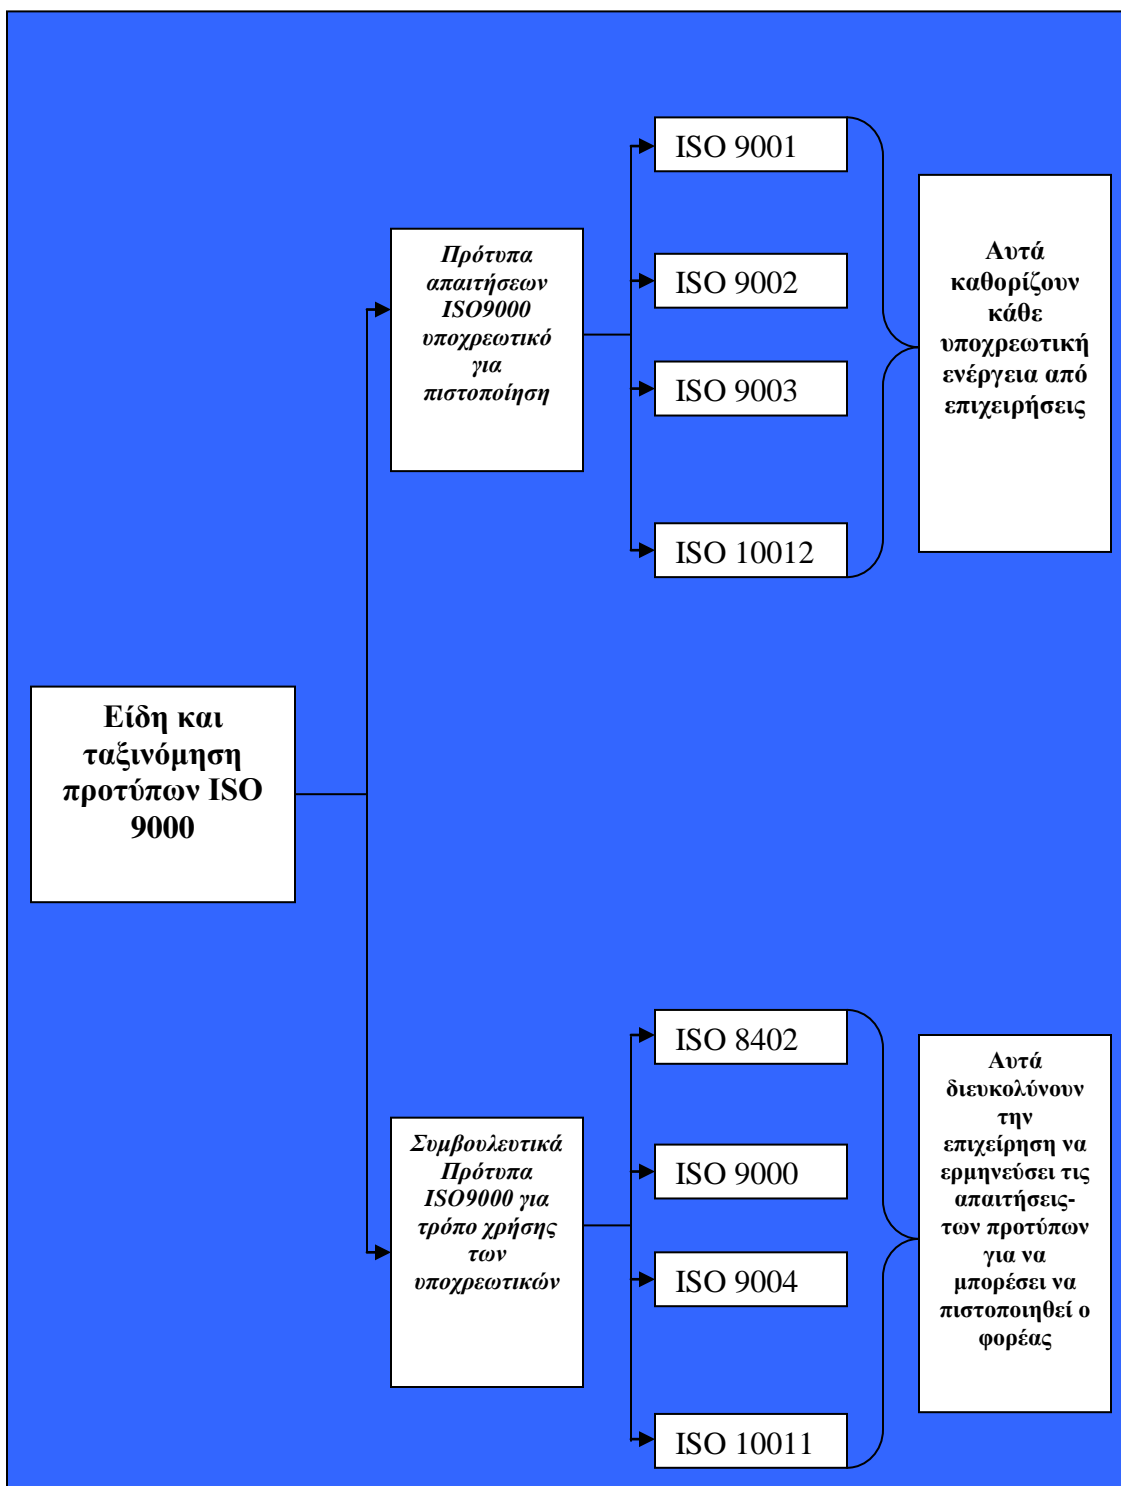 Είδη και
ταξινόμηση
προτύπων ISO
9000
Πρότυπα
απαιτήσεων
ISO9000
υποχρεωτικό
για
πιστοποίηση
ISO 9001
ISO 9002
ISO 9003
ISO 10012
Αυτά
καθορίζουν
κάθε
υποχρεωτική
ενέργεια από
επιχειρήσεις
Συμβουλευτικά
Πρότυπα
ISO9000 για
τρόπο χρήσης
των
υποχρεωτικών
ISO 8402
ISO 9000
ISO 9004
ISO 10011
Αυτά
διευκολύνουν
την
επιχείρηση να
ερμηνεύσει τις
απαιτήσεις-
των προτύπων
για να
μπορέσει να
πιστοποιηθεί ο
φορέας